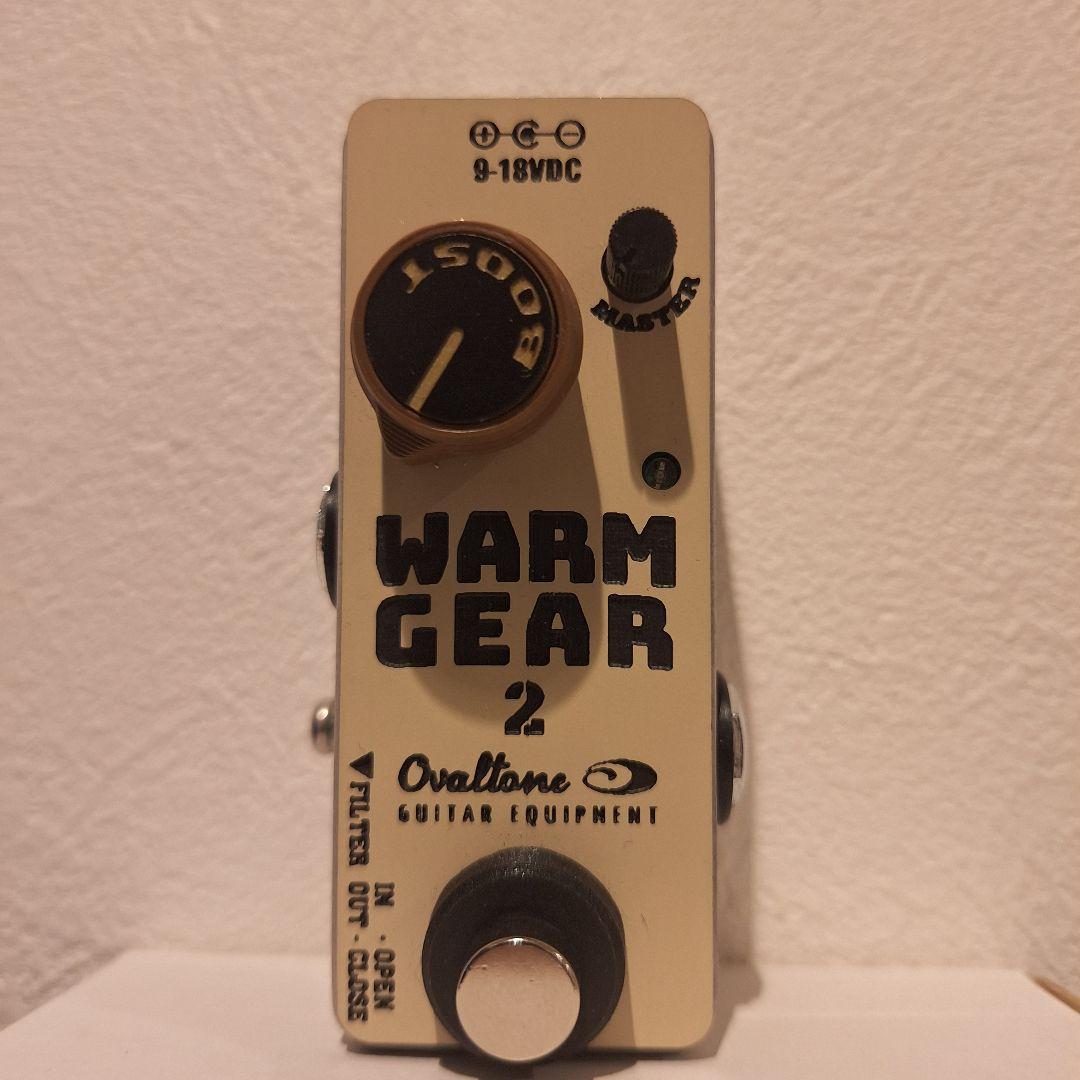 9-18VDC
BOOST
MASTER
WARM
GEAR
2
Ovaltone
GUITAR EQUIPMENT
FILTER
IN · OPEN
OUT · CLOSE